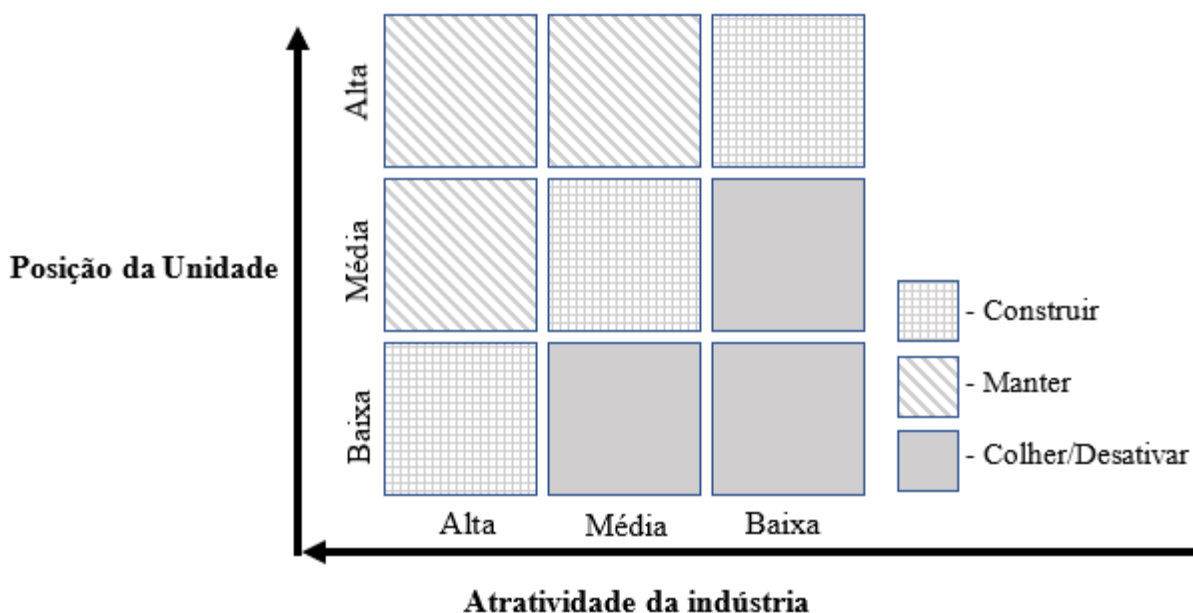 Alta
Média
Posição da Unidade
Baixa
- Construir
- Manter
- Colher/Desativar
Alta
Média
Baixa
Atratividade da indústria